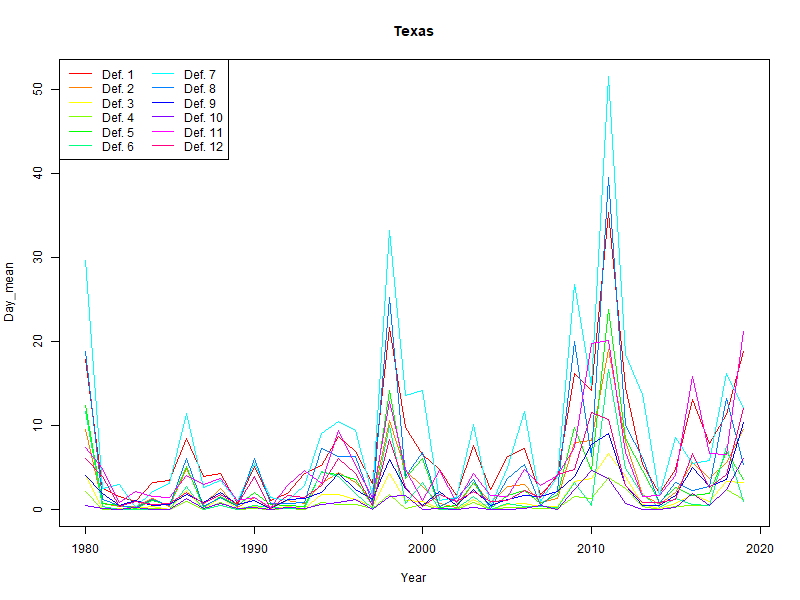 Texas
Def. 1 Def. 7
Def. 2 Def. 8
Def. 3 Def. 9
Def. 4 Def. 10
Def. 5 Def. 11
Def. 6 Def. 12
50
40
30
20
10
0
Day_mean
1980 1990 2000 2010 2020
Year